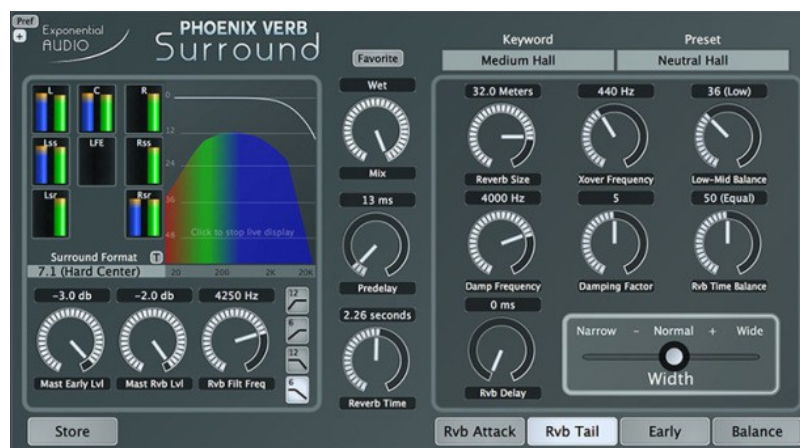 Pref
+
Exponential
AUDIO
PHOENIX VERB
Surround
Favorite
Keyword
Preset
Medium Hall
Neutral Hall
L
C
R
Lss
LFE
Rss
Lsr
Rsr
0
12
24
36
48
Click to stop live display
20
200
2K
20K
Surround Format
T
7.1 (Hard Center)
-3.0 db
-2.0 db
4250 Hz
Mast Early Lvl
Mast Rvb Lvl
Rvb Filt Freq
12
6
12
6
Wet
Mix
13 ms
Predelay
2.26 seconds
Reverb Time
32.0 Meters
440 Hz
36 (Low)
Reverb Size
Xover Frequency
Low-Mid Balance
4000 Hz
5
50 (Equal)
Damp Frequency
Damping Factor
Rvb Time Balance
0 ms
Rvb Delay
Narrow - Normal + Wide
Width
Store
Rvb Attack
Rvb Tail
Early
Balance